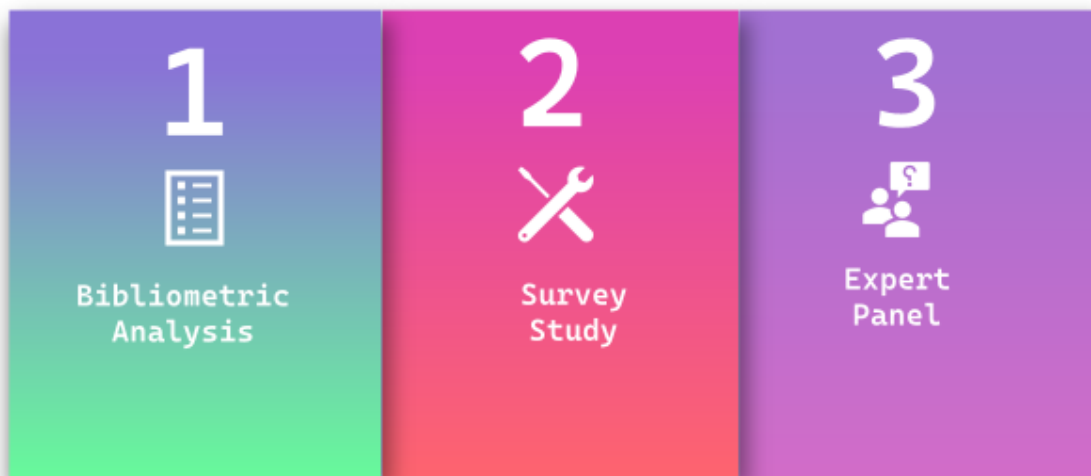 1
Bibliometric
Analysis
2
Survey
Study
3
?
Expert
Panel